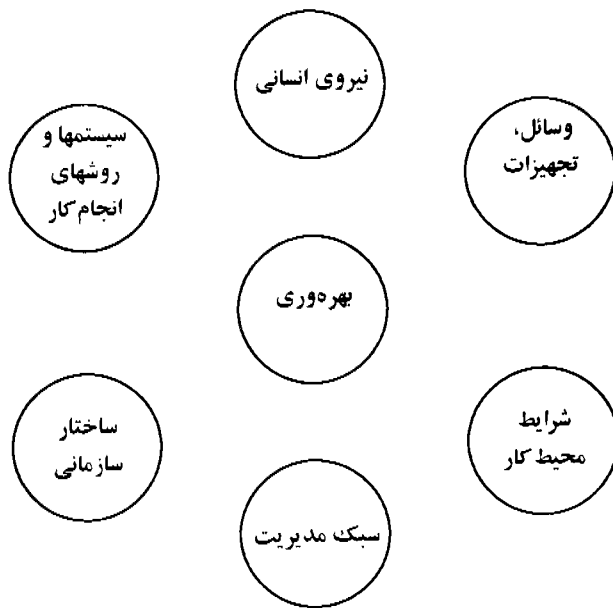 نیروی انسانی
وسائل،
تجهیزات
سیستمها و
روشهای
انجام کار
بهره‌وری
شرایط
محیط کار
ساختار
سازمانی
سبک مدیریت